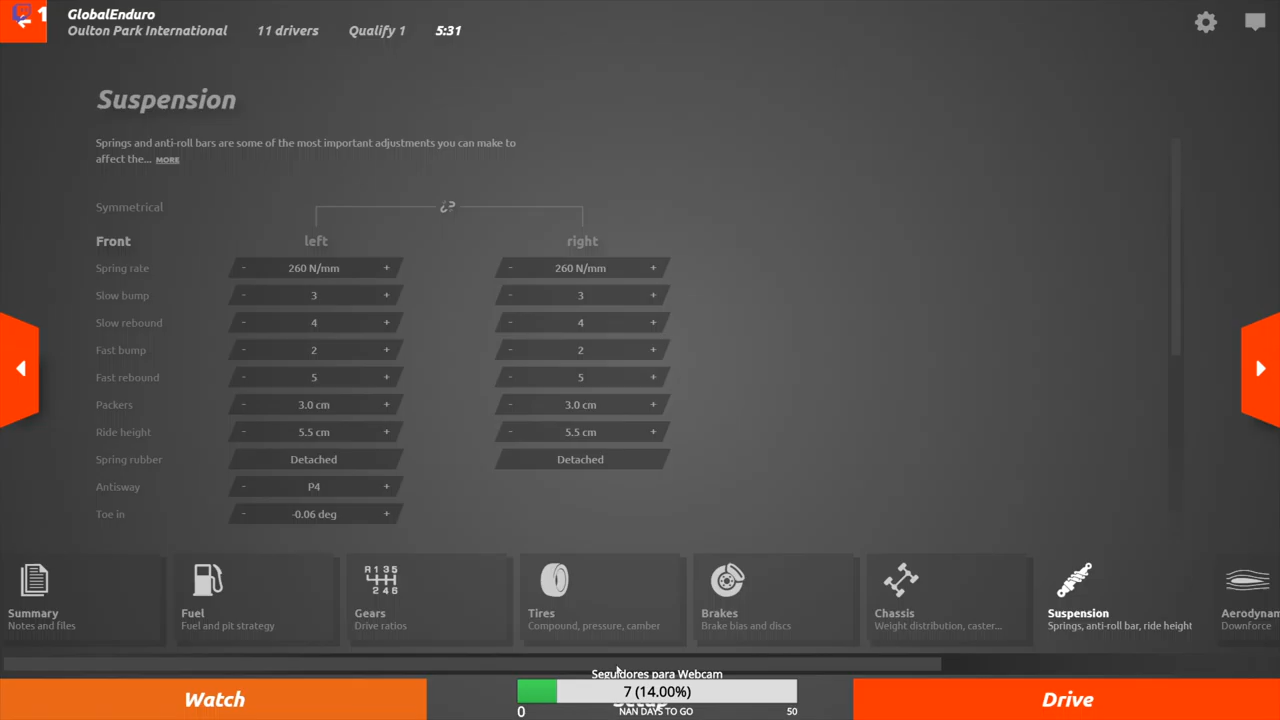 1
GlobalEnduro
Oulton Park International 11 drivers Qualify 1 5:31
Suspension
Springs and anti-roll bars are some of the most important adjustments you can make to
affect the... MORE
Symmetrical ¿?
Front left right
Spring rate - 260 N/mm + - 260 N/mm +
Slow bump - 3 + - 3 +
Slow rebound - 4 + - 4 +
Fast bump - 2 + - 2 +
Fast rebound - 5 + - 5 +
Packers - 3.0 cm + - 3.0 cm +
Ride height - 5.5 cm + - 5.5 cm +
Spring rubber Detached Detached
Antisway - P4 +
Toe in - -0.06 deg +
R 1 3 5
2 4 6
Summary Fuel Gears Tires Brakes Chassis Suspension Aerodynam
Notes and files Fuel and pit strategy Drive ratios Compound, pressure, camber Brake bias and discs Weight distribution, caster... Springs, anti-roll bar, ride height Downforce
Seguidores para Webcam
Watch 7 (14.00%) Drive
Setup
0 NAN DAYS TO GO 50